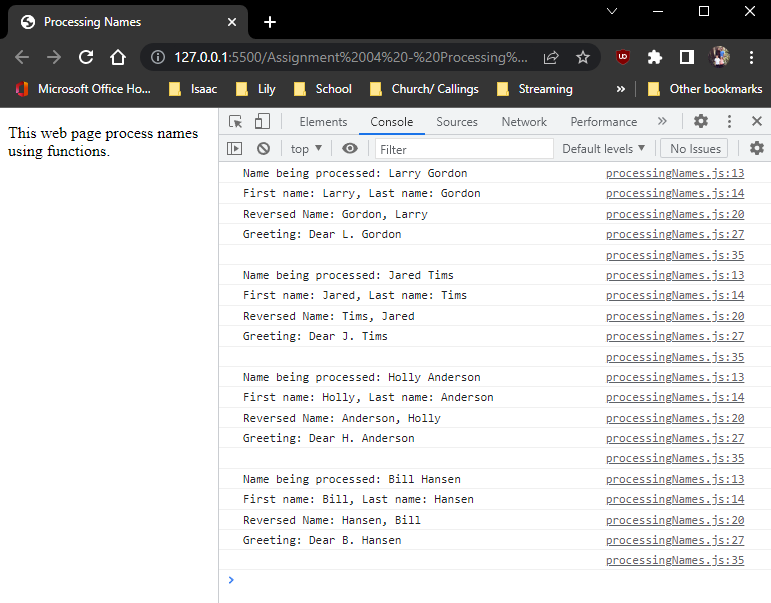 Processing Names
127.0.0.1:5500/Assignment%2004%20-%20Processing%...
Microsoft Office Ho... Isaac Lily School Church/ Callings Streaming » Other bookmarks
This web page process names
using functions.
Elements Console Sources Network Performance »
top ▼ Filter Default levels ▼ No Issues
Name being processed: Larry Gordon processingNames.js:13
First name: Larry, Last name: Gordon processingNames.js:14
Reversed Name: Gordon, Larry processingNames.js:20
Greeting: Dear L. Gordon processingNames.js:27
processingNames.js:35
Name being processed: Jared Tims processingNames.js:13
First name: Jared, Last name: Tims processingNames.js:14
Reversed Name: Tims, Jared processingNames.js:20
Greeting: Dear J. Tims processingNames.js:27
processingNames.js:35
Name being processed: Holly Anderson processingNames.js:13
First name: Holly, Last name: Anderson processingNames.js:14
Reversed Name: Anderson, Holly processingNames.js:20
Greeting: Dear H. Anderson processingNames.js:27
processingNames.js:35
Name being processed: Bill Hansen processingNames.js:13
First name: Bill, Last name: Hansen processingNames.js:14
Reversed Name: Hansen, Bill processingNames.js:20
Greeting: Dear B. Hansen processingNames.js:27
processingNames.js:35